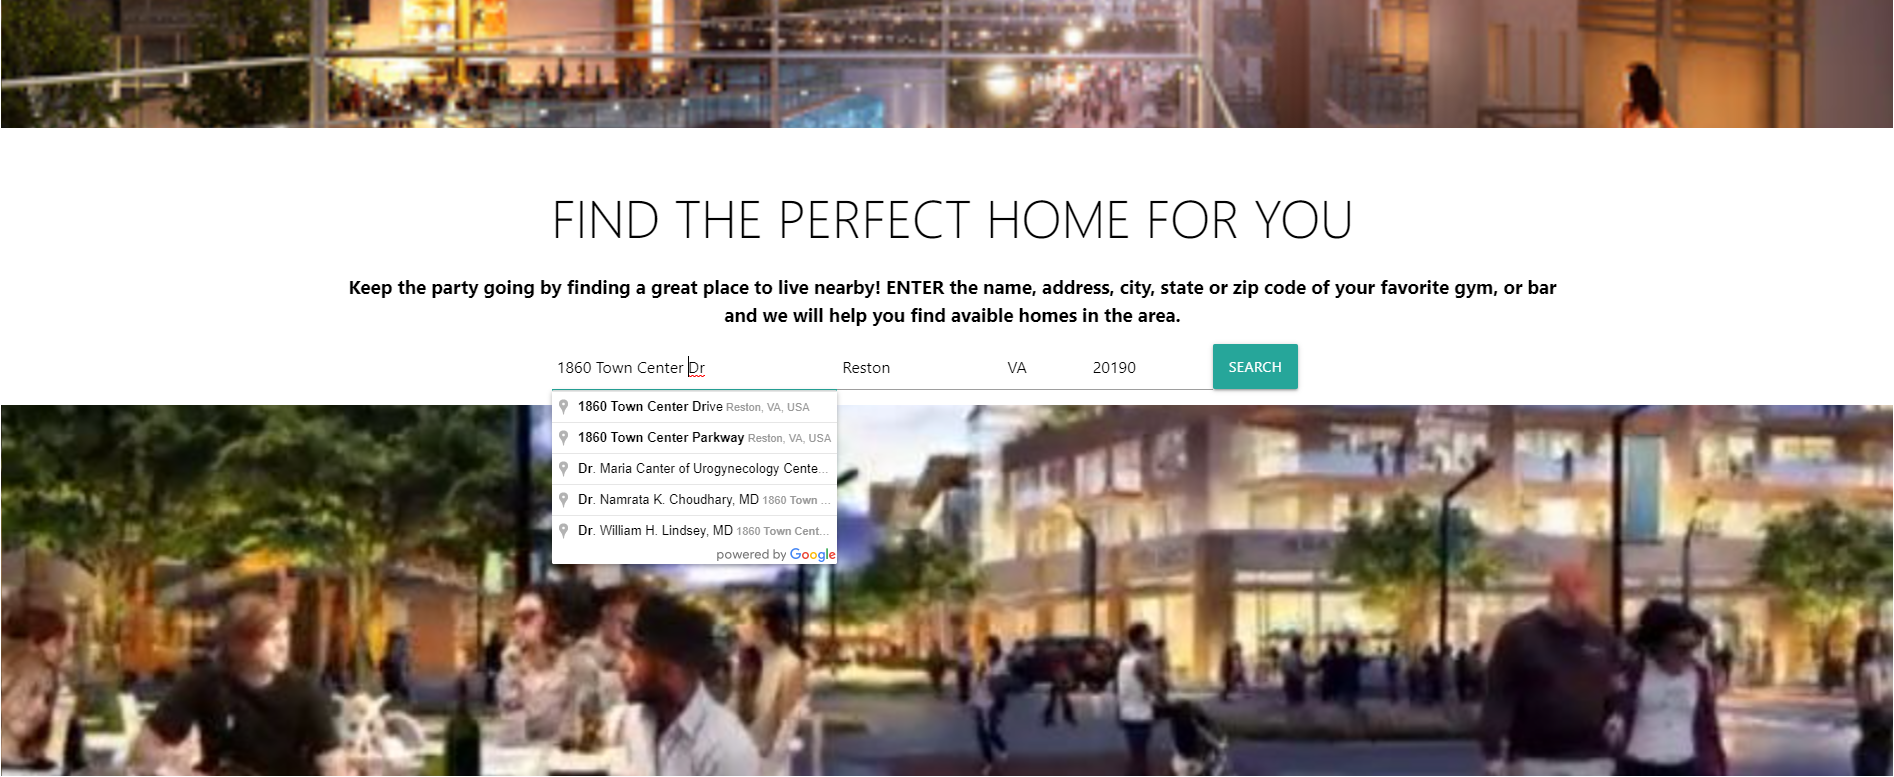 FIND THE PERFECT HOME FOR YOU
Keep the party going by finding a great place to live nearby! ENTER the name, address, city, state or zip code of your favorite gym, or bar
and we will help you find avaible homes in the area.
1860 Town Center Dr Reston VA 20190 SEARCH
1860 Town Center Drive Reston, VA, USA
1860 Town Center Parkway Reston, VA, USA
Dr. Maria Canter of Urogynecology Cente...
Dr. Namrata K. Choudhary, MD 1860 Town ...
Dr. William H. Lindsey, MD 1860 Town Cent...
powered by Google